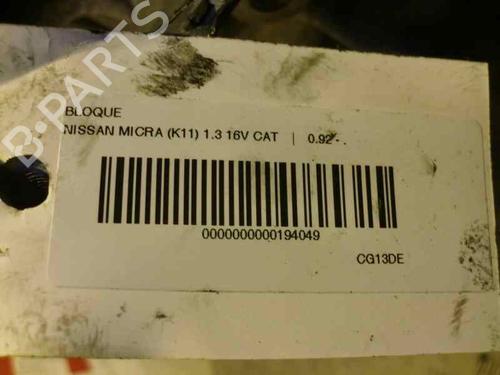 B-PARTS
BLOQUE
NISSAN MICRA (K11) 1.3 16V CAT | 0.92 - .
0000000000194049
CG13DE